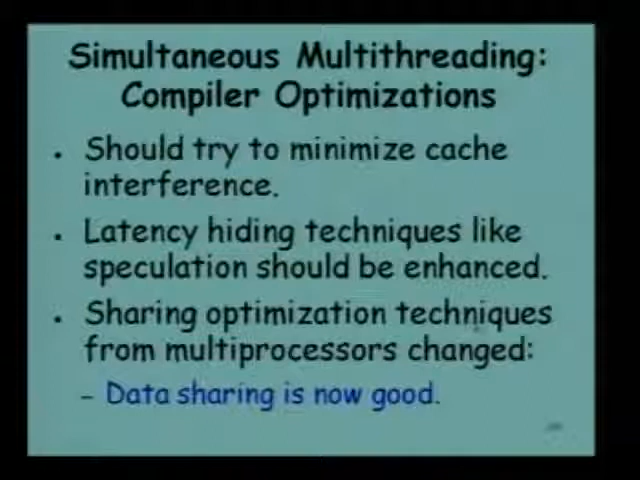 Simultaneous Multithreading:
Compiler Optimizations
• Should try to minimize cache
interference.
• Latency hiding techniques like
speculation should be enhanced.
• Sharing optimization techniques
from multiprocessors changed:
– Data sharing is now good.